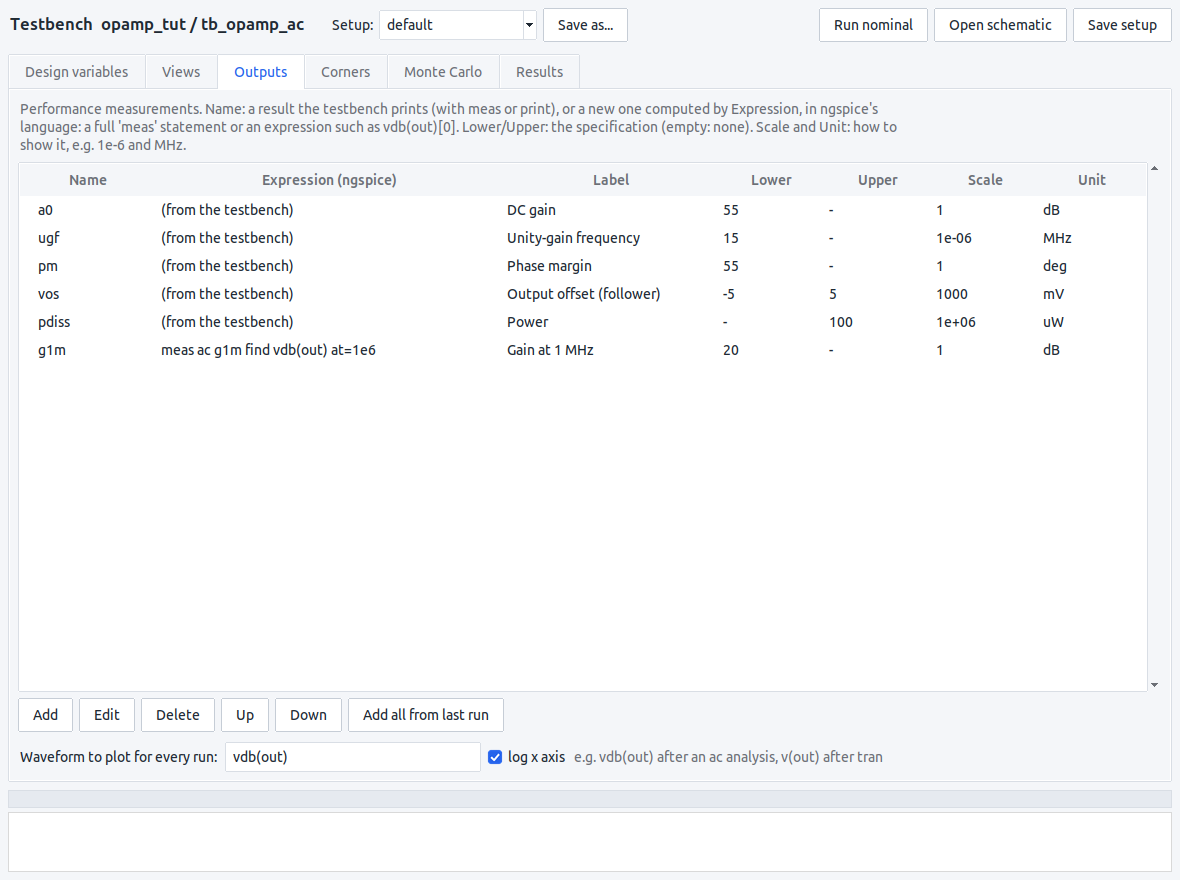 Testbench opamp_tut / tb_opamp_ac Setup: default Save as... Run nominal Open schematic Save setup
Design variables Views Outputs Corners Monte Carlo Results
Performance measurements. Name: a result the testbench prints (with meas or print), or a new one computed by Expression, in ngspice's
language: a full 'meas' statement or an expression such as vdb(out)[0]. Lower/Upper: the specification (empty: none). Scale and Unit: how to
show it, e.g. 1e-6 and MHz.
Name Expression (ngspice) Label Lower Upper Scale Unit
a0 (from the testbench) DC gain 55 - 1 dB
ugf (from the testbench) Unity-gain frequency 15 - 1e-06 MHz
pm (from the testbench) Phase margin 55 - 1 deg
vos (from the testbench) Output offset (follower) -5 5 1000 mV
pdiss (from the testbench) Power - 100 1e+06 uW
g1m meas ac g1m find vdb(out) at=1e6 Gain at 1 MHz 20 - 1 dB
Add Edit Delete Up Down Add all from last run
Waveform to plot for every run: vdb(out) log x axis e.g. vdb(out) after an ac analysis, v(out) after tran